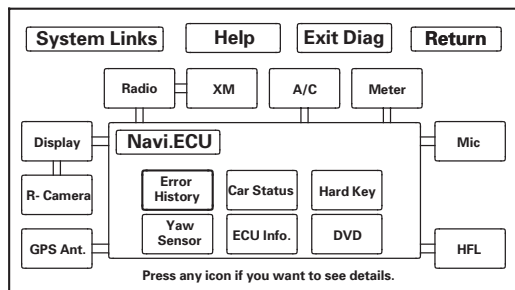 System Links Help Exit Diag Return
Radio XM A/C Meter
Display Navi.ECU Mic
Error
History
Car Status Hard Key
R- Camera
Yaw
Sensor
ECU Info. DVD
GPS Ant. HFL
Press any icon if you want to see details.